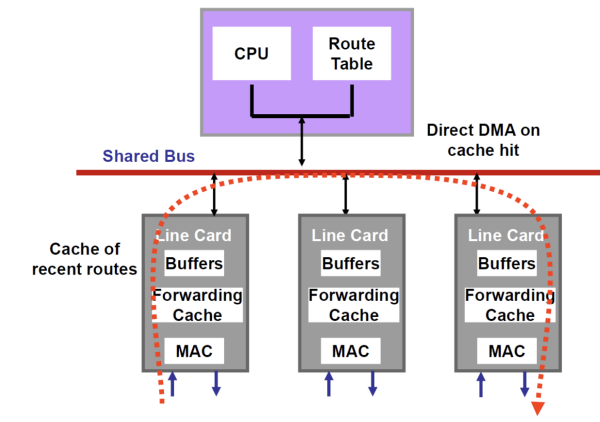 CPU
Route
Table
Direct DMA on
cache hit
Shared Bus
Cache of
recent routes
Line Card
Buffers
Forwarding
Cache
MAC
Line Card
Buffers
Forwarding
Cache
MAC
Line Card
Buffers
Forwarding
Cache
MAC